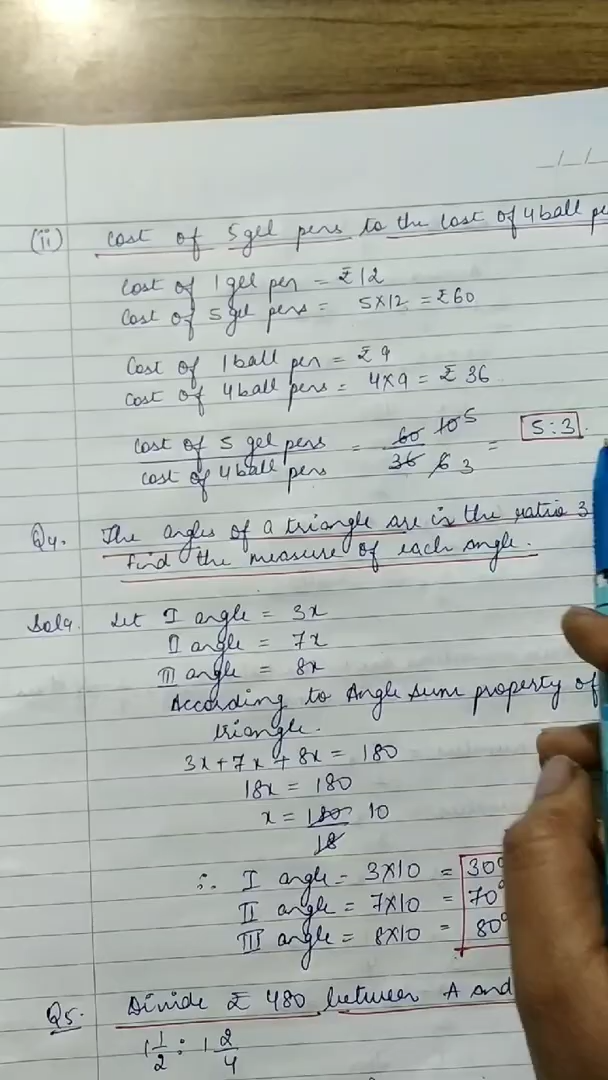 (ii) Cost of 5 gel pens to the cost of 4 ball pe
Cost of 1 gel pen = ₹12
Cost of 5 gel pens = 5×12 = ₹60
Cost of 1 ball pen = ₹ 9
Cost of 4 ball pens = 4×9 = ₹ 36
Cost of 5 gel pens = 60 10 5 = 5:3.
Cost of 4 ball pens 36 6 3
Q4. The angles of a triangle are in the ratio 3
Find the measure of each angle.
Sol4. Let I angle = 3x
II angle = 7x
III angle = 8x
According to Angle sum property of
triangle.
3x+7x+8x = 180
18x = 180
x = 180 10
18
∴ I angle = 3×10 = 30°
II angle = 7×10 = 70°
III angle = 8×10 = 80°
Q5. Divide ₹ 480 between A and
1 1/2 : 1 2/4